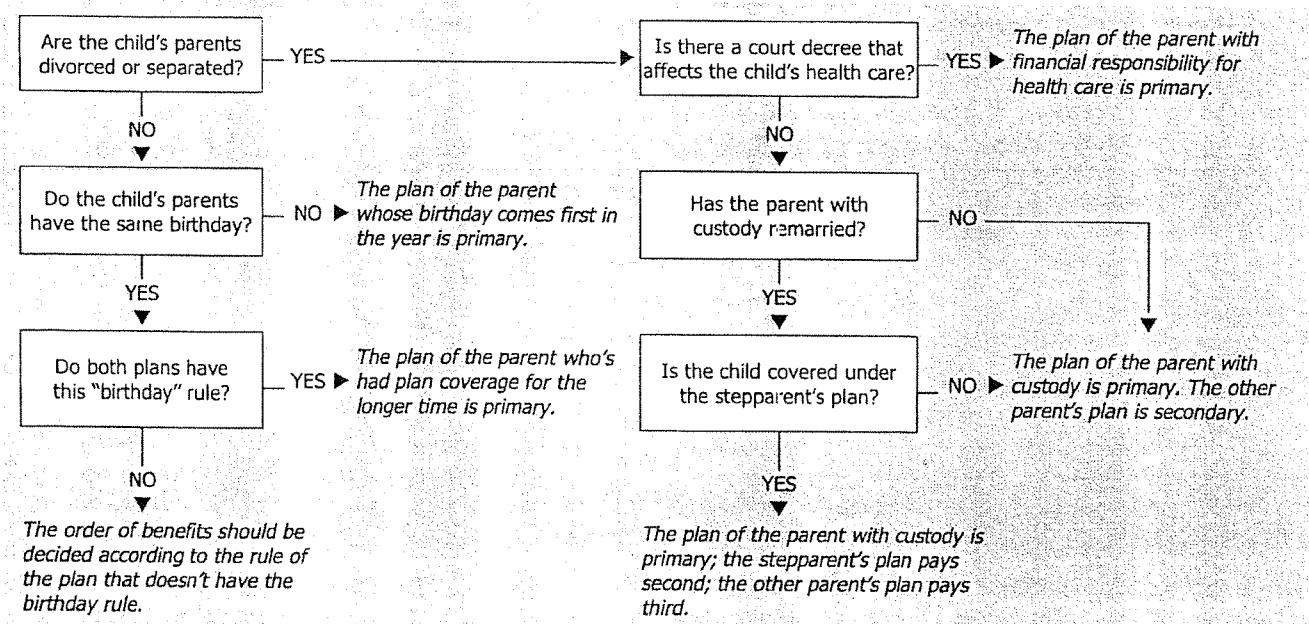 Are the child's parents
divorced or separated?
YES
Is there a court decree that
affects the child's health care?
YES
The plan of the parent with
financial responsibility for
health care is primary.
NO
NO
Do the child's parents
have the same birthday?
NO
The plan of the parent
whose birthday comes first in
the year is primary.
Has the parent with
custody remarried?
NO
YES
YES
Do both plans have
this "birthday" rule?
YES
The plan of the parent who's
had plan coverage for the
longer time is primary.
Is the child covered under
the stepparent's plan?
NO
The plan of the parent with
custody is primary. The other
parent's plan is secondary.
NO
YES
The order of benefits should be
decided according to the rule of
the plan that doesn't have the
birthday rule.
The plan of the parent with custody is
primary; the stepparent's plan pays
second; the other parent's plan pays
third.